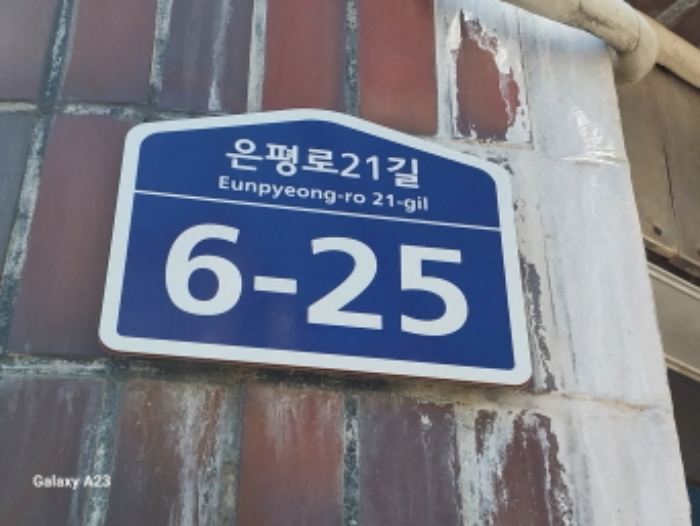 은평로21길
Eunpyeong-ro 21-gil
6-25
Galaxy A23